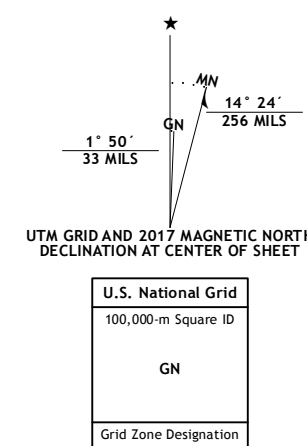 ★
MN
GN
1° 50´
33 MILS
14° 24´
256 MILS
UTM GRID AND 2017 MAGNETIC NORTH
DECLINATION AT CENTER OF SHEET
U.S. National Grid
100,000-m Square ID
GN
Grid Zone Designation